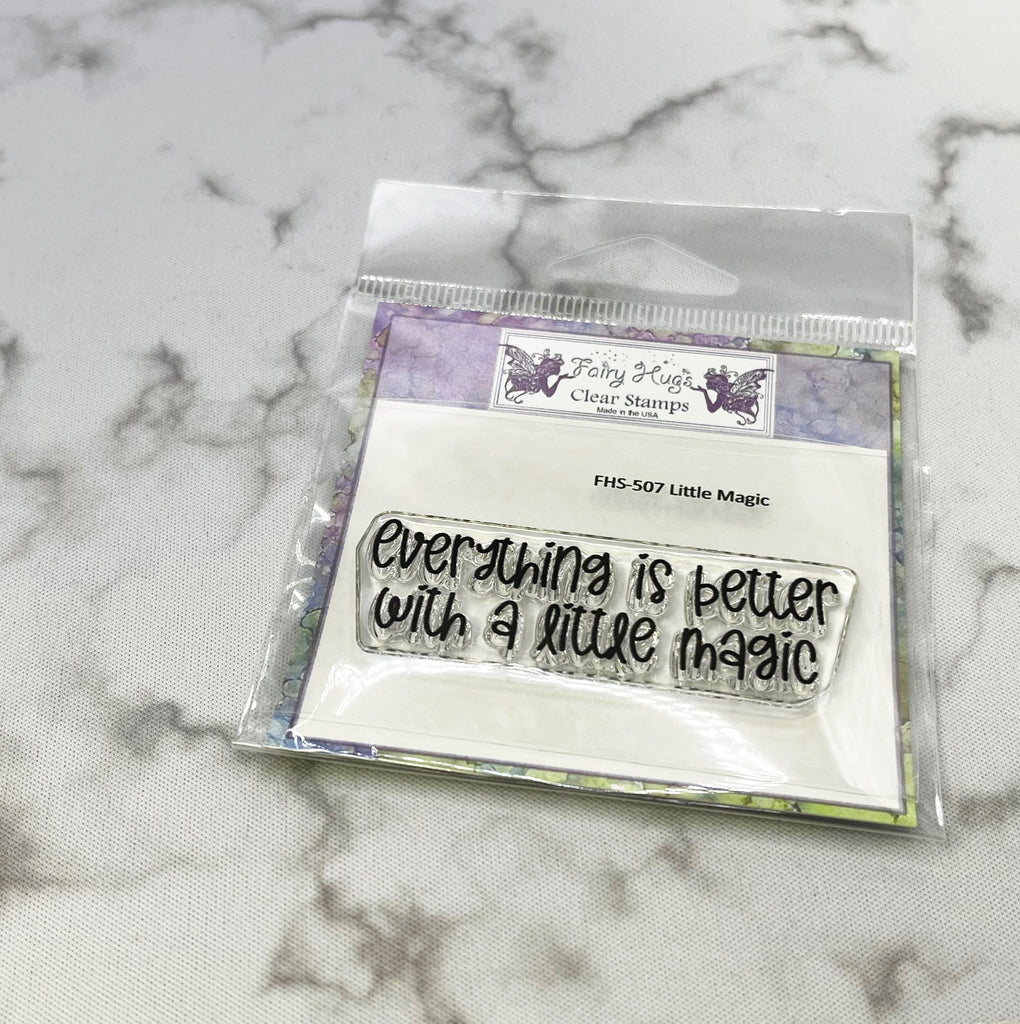 Fairy Hugs
Clear Stamps
Made in the USA
FHS-507 Little Magic
everything is better
with a little magic